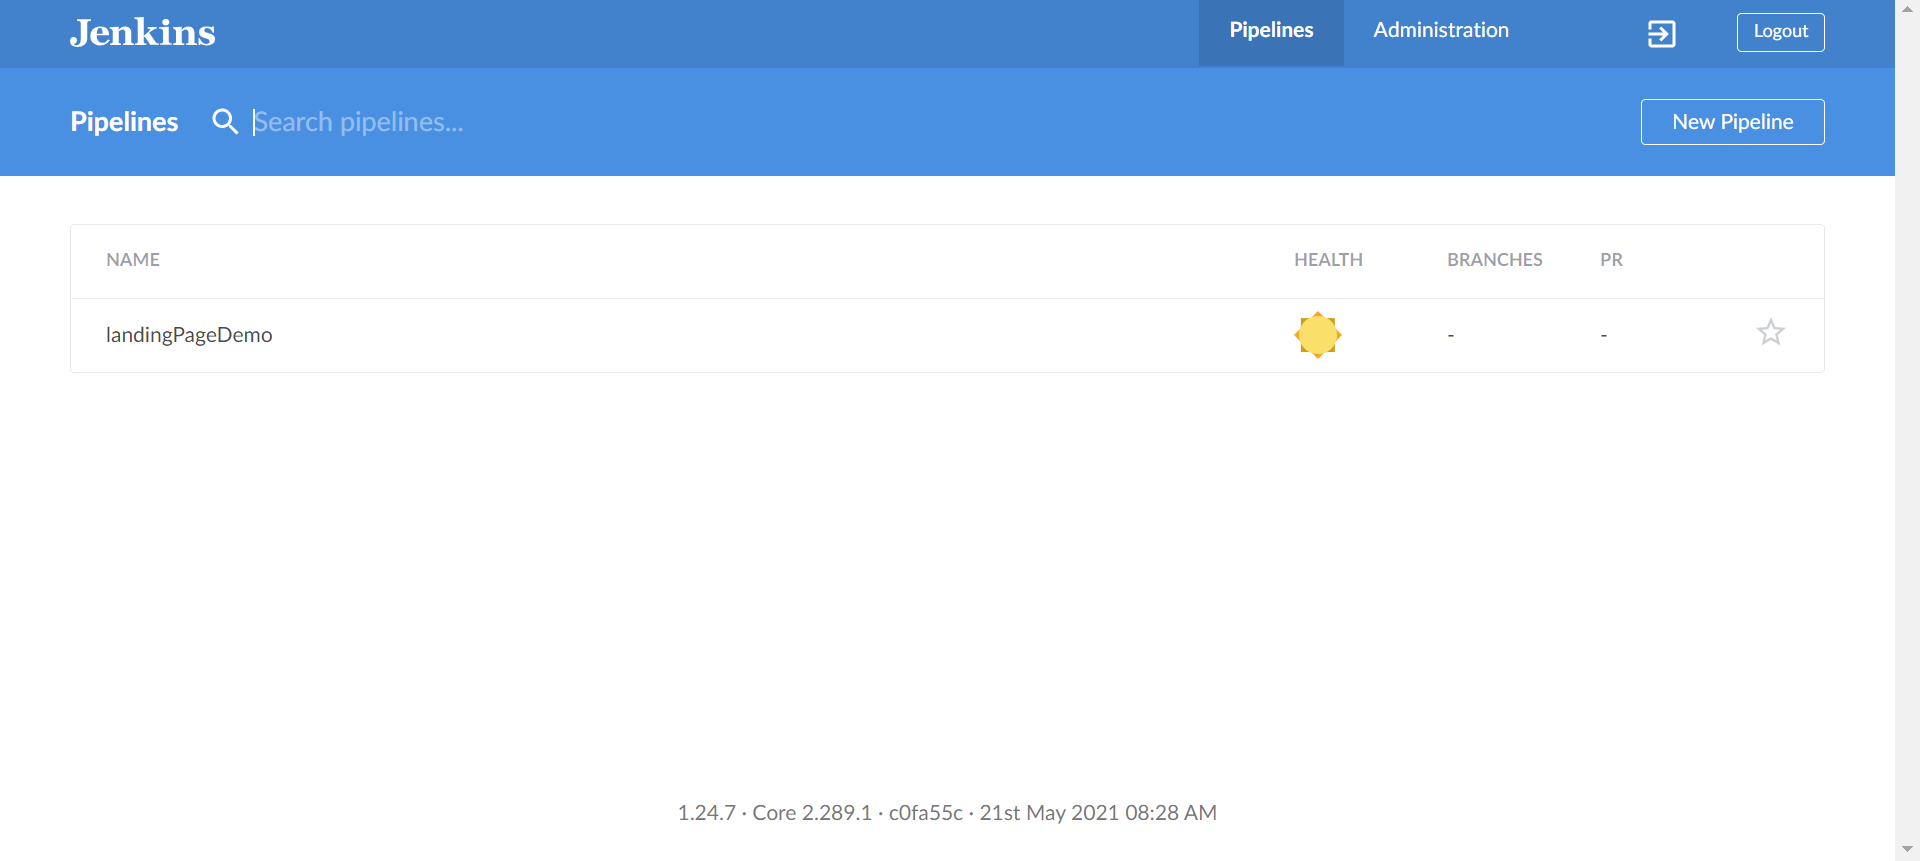 Jenkins Pipelines Administration Logout
Pipelines Search pipelines... New Pipeline
NAME HEALTH BRANCHES PR
landingPageDemo - -
1.24.7 · Core 2.289.1 · c0fa55c · 21st May 2021 08:28 AM